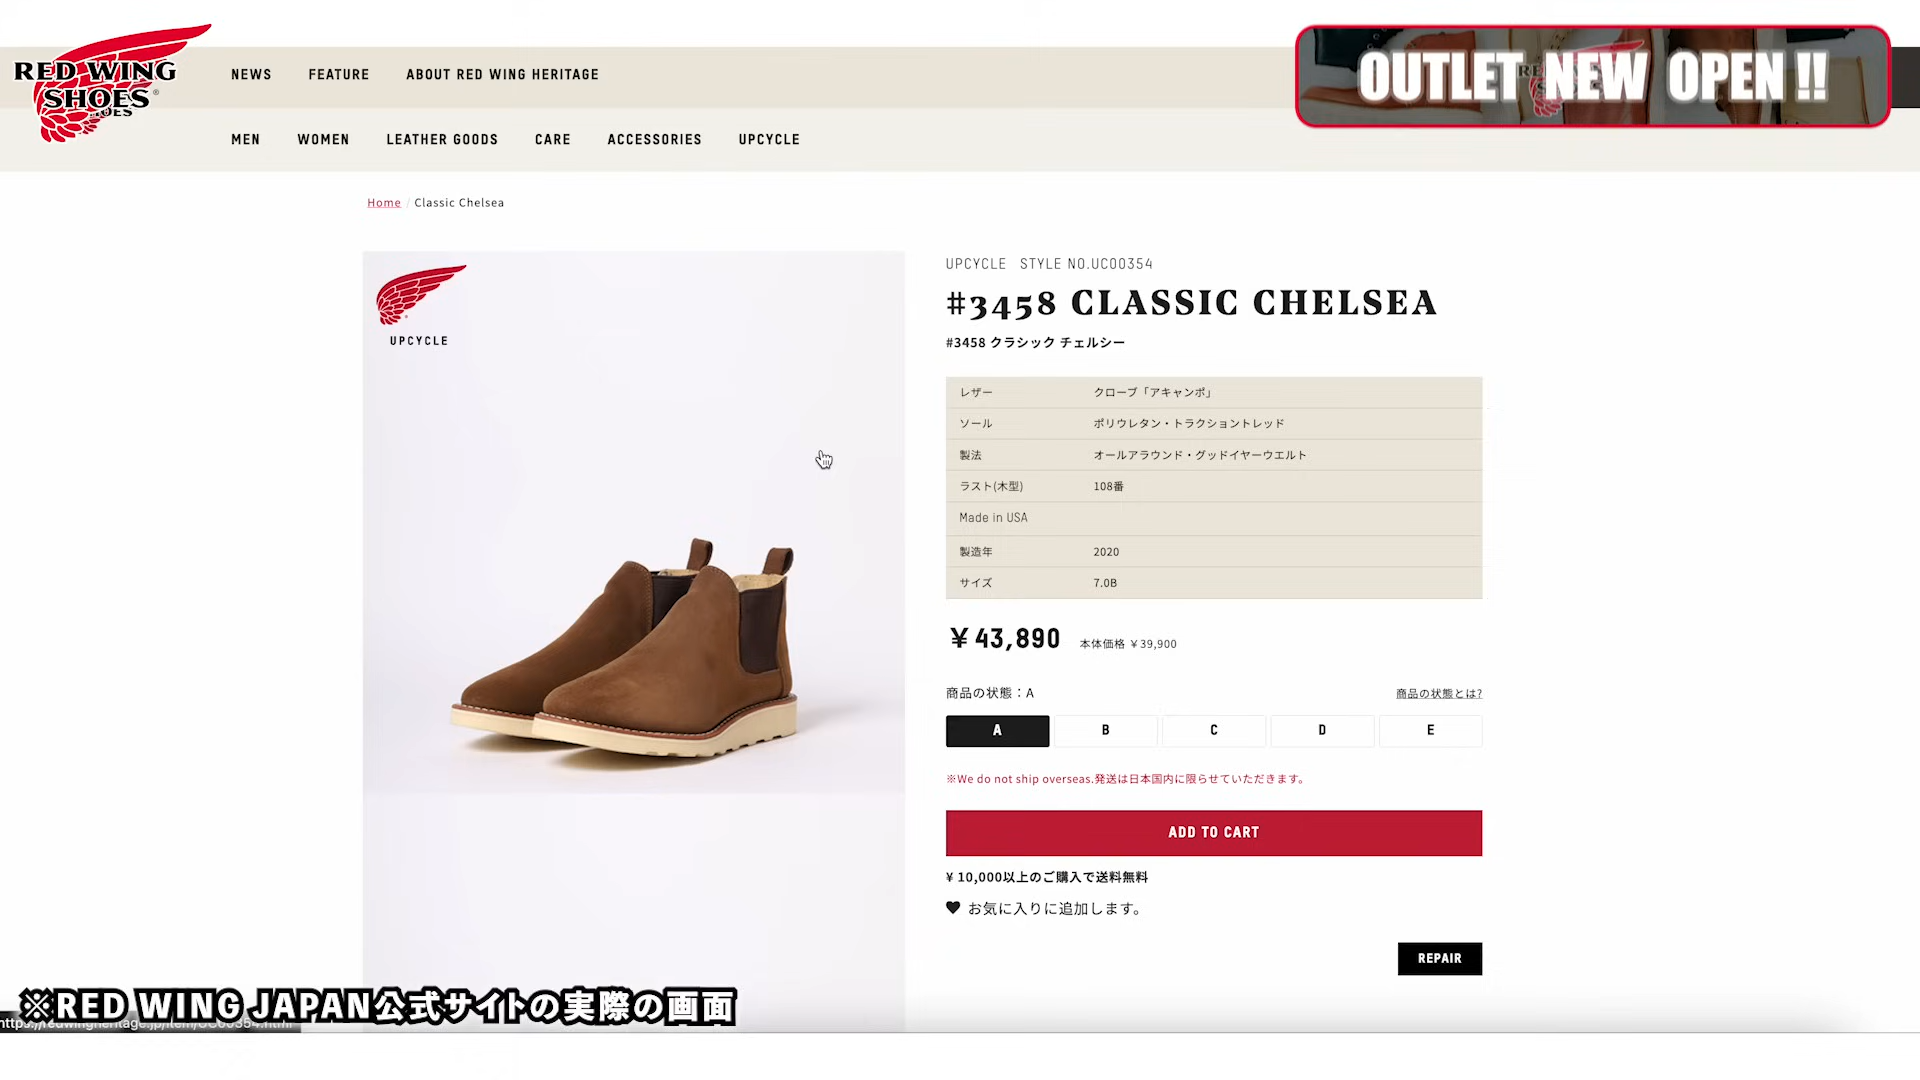 RED WING
SHOES
OUTLET NEW OPEN !!
NEWS FEATURE ABOUT RED WING HERITAGE
MEN WOMEN LEATHER GOODS CARE ACCESSORIES UPCYCLE
Home / Classic Chelsea
UPCYCLE
UPCYCLE STYLE NO.UC00354
#3458 CLASSIC CHELSEA
#3458 クラシック チェルシー
レザー クローブ「アキャンポ」
ソール ポリウレタン・トラクショントレッド
製法 オールアラウンド・グッドイヤーウエルト
ラスト(木型) 108番
Made in USA
製造年 2020
サイズ 7.0B
¥43,890 本体価格 ¥39,900
商品の状態：A 商品の状態とは?
A B C D E
※We do not ship overseas.発送は日本国内に限らせていただきます。
ADD TO CART
¥ 10,000以上のご購入で送料無料
お気に入りに追加します。
REPAIR
※RED WING JAPAN公式サイトの実際の画面